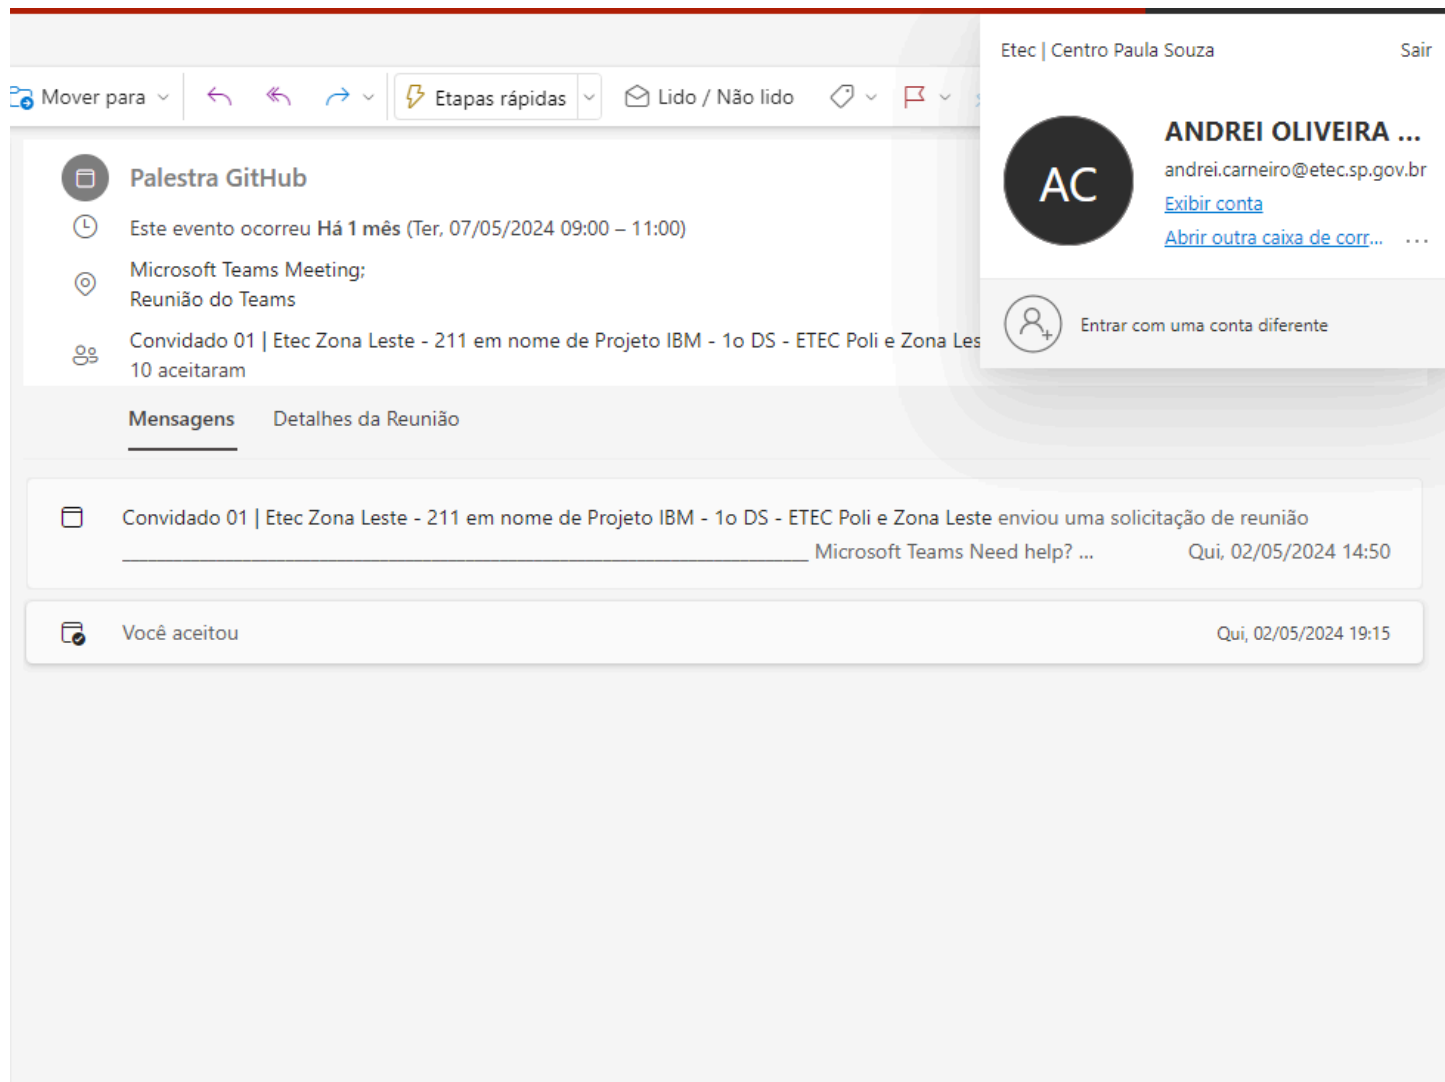 Etec | Centro Paula Souza Sair
Mover para Etapas rápidas Lido / Não lido
AC
ANDREI OLIVEIRA ...
andrei.carneiro@etec.sp.gov.br
Exibir conta
Abrir outra caixa de corr... ...
Entrar com uma conta diferente
Palestra GitHub
Este evento ocorreu Há 1 mês (Ter, 07/05/2024 09:00 – 11:00)
Microsoft Teams Meeting;
Reunião do Teams
Convidado 01 | Etec Zona Leste - 211 em nome de Projeto IBM - 1o DS - ETEC Poli e Zona Les
10 aceitaram
Mensagens Detalhes da Reunião
Convidado 01 | Etec Zona Leste - 211 em nome de Projeto IBM - 1o DS - ETEC Poli e Zona Leste enviou uma solicitação de reunião
________________________________________________________________________________ Microsoft Teams Need help? ... Qui, 02/05/2024 14:50
Você aceitou Qui, 02/05/2024 19:15